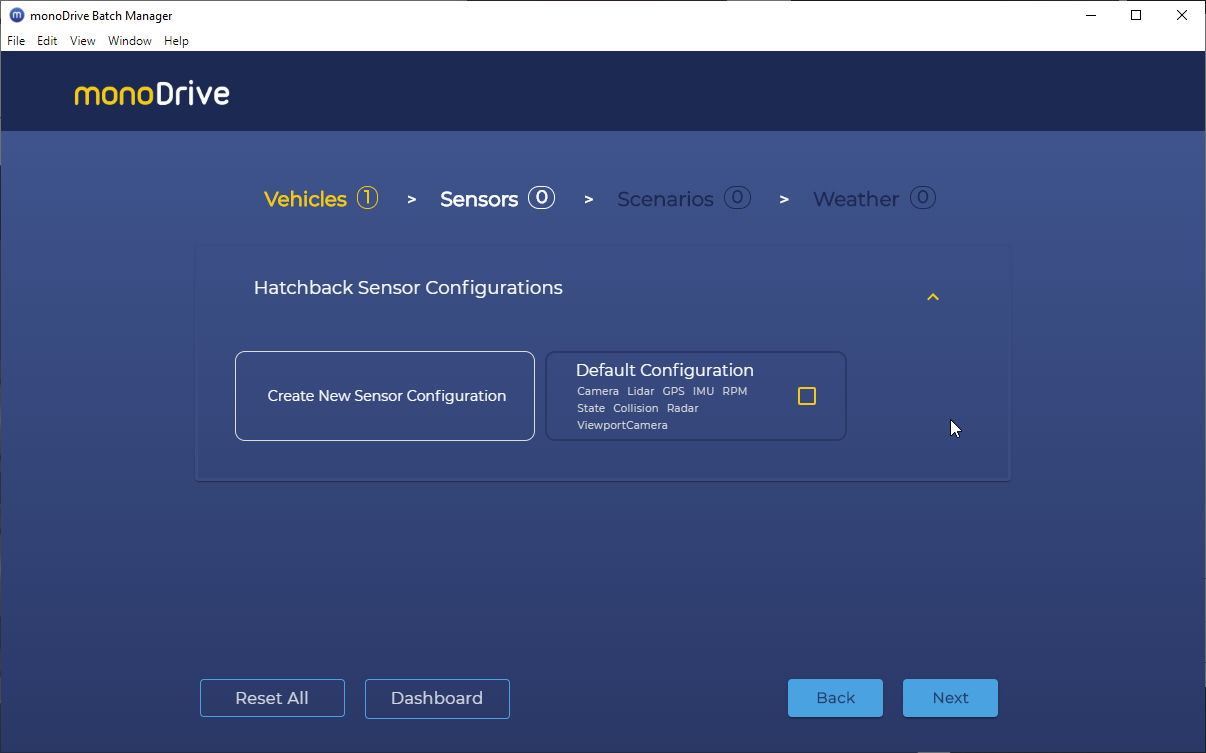 monoDrive Batch Manager
File Edit View Window Help
monoDrive
Vehicles 1 > Sensors 0 > Scenarios 0 > Weather 0
Hatchback Sensor Configurations
Create New Sensor Configuration
Default Configuration
Camera Lidar GPS IMU RPM
State Collision Radar
ViewportCamera
Reset All Dashboard Back Next